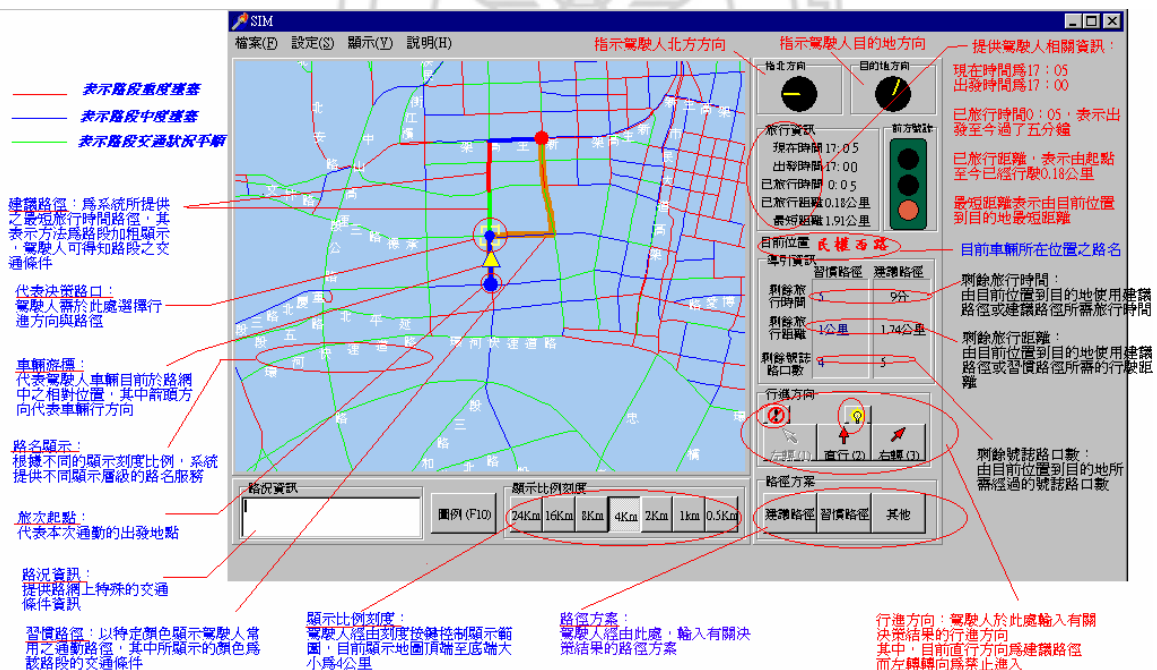 SIM
檔案(F) 設定(S) 顯示(Y) 說明(H)
指示駕駛人北方方向
指示駕駛人目的地方向
提供駕駛人相關資訊：
現在時間為17：05
出發時間為17：00
已旅行時間0：05，表示出
發至今過了五分鐘
已旅行距離，表示由起點
至今已經行駛0.18公里
最短距離表示由目前位置
到目的地最短距離
表示路段重度壅塞
表示路段中度壅塞
表示路段交通狀況不順
建議路徑：為系統所提供
之最短旅行時間路徑，其
表示方法為路段加粗顯示
，駕駛人可得知路段之交
通條件
代表決策路口：
駕駛人需於此處選擇行
進方向與路徑
車輛游標：
代表駕駛人車輛目前於路網
中之相對位置，其中箭頭方
向代表車輛行方向
路名顯示：
根據不同的顯示刻度比例，系統
提供不同顯示層級的路名服務
旅次起點：
代表本次通勤的出發地點
路況資訊：
提供路網上特殊的交通
條件資訊
習慣路徑：以特定顏色顯示駕駛人常
用之通勤路徑，其中所顯示的顏色為
該路段的交通條件
指北方向
目的地方向
旅行資訊
現在時間 17:05
出發時間 17:00
已旅行時間 0:05
已旅行距離 0.18公里
最短距離 1.91公里
前方號誌
目前位置 民權西路
目前車輛所在位置之路名
導引資訊
習慣路徑 建議路徑
剩餘旅
行時間 5 9分
剩餘旅
行距離 1公里 1.74公里
剩餘號誌
路口數 4 5
剩餘旅行時間：
由目前位置到目的地使用建議
路徑或建議路徑所需旅行時間
剩餘旅行距離：
由目前位置到目的地使用建議
路徑或習慣路徑所需的行駛距
離
剩餘號誌路口數：
由目前位置到目的地所
需經過的號誌路口數
行進方向
左轉(1) 直行(2) 右轉(3)
路徑方案
建議路徑 習慣路徑 其他
路況資訊
圖例(F10)
顯示比例刻度
24Km 16Km 8Km 4Km 2Km 1km 0.5Km
環河快速道路
顯示比例刻度：
駕駛人經由刻度按鍵控制顯示範
圍，目前顯示地圖頂端至底端大
小為4公里
路徑方案：
駕駛人經由此處，輸入有關決
策結果的路徑方案
行進方向：駕駛人於此處輸入有關
決策結果的行進方向
其中，目前直行方向為建議路徑
而左轉轉向為禁止進入